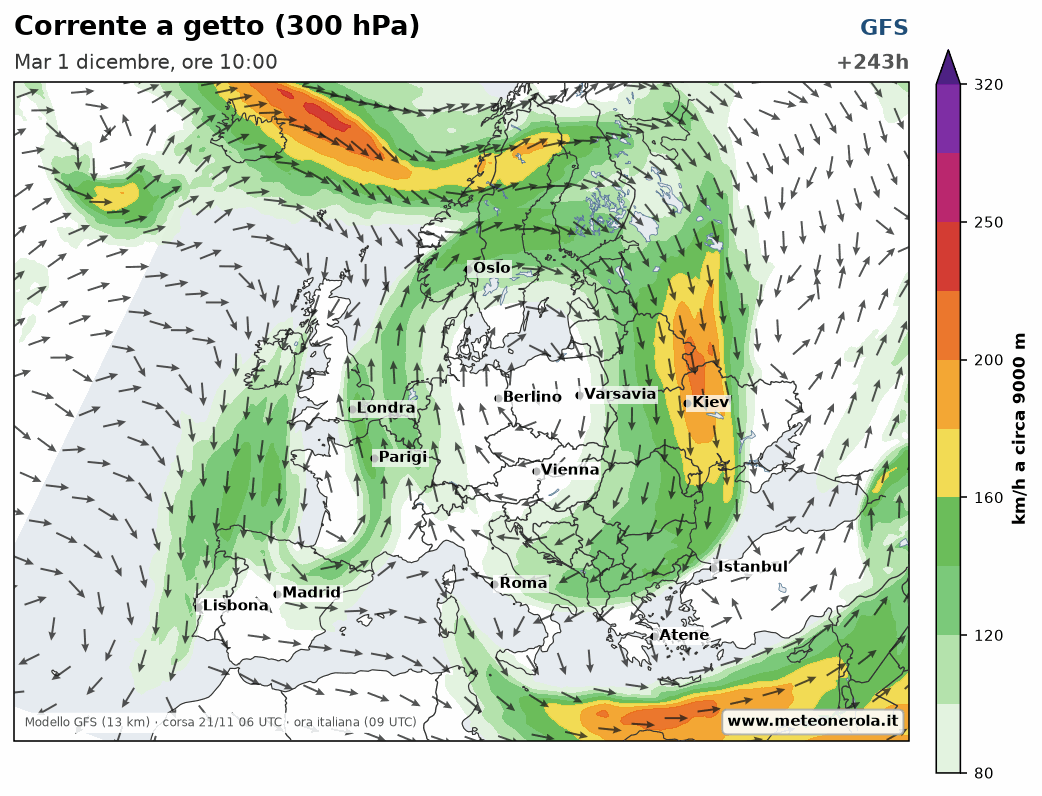 Corrente a getto (300 hPa)
GFS
Mar 1 dicembre, ore 10:00
+243h
320
250
200
160
120
80
km/h a circa 9000 m
Oslo
Berlino
Varsavia
Kiev
Londra
Parigi
Vienna
Istanbul
Roma
Madrid
Lisbona
Atene
Modello GFS (13 km) · corsa 21/11 06 UTC · ora italiana (09 UTC)
www.meteonerola.it